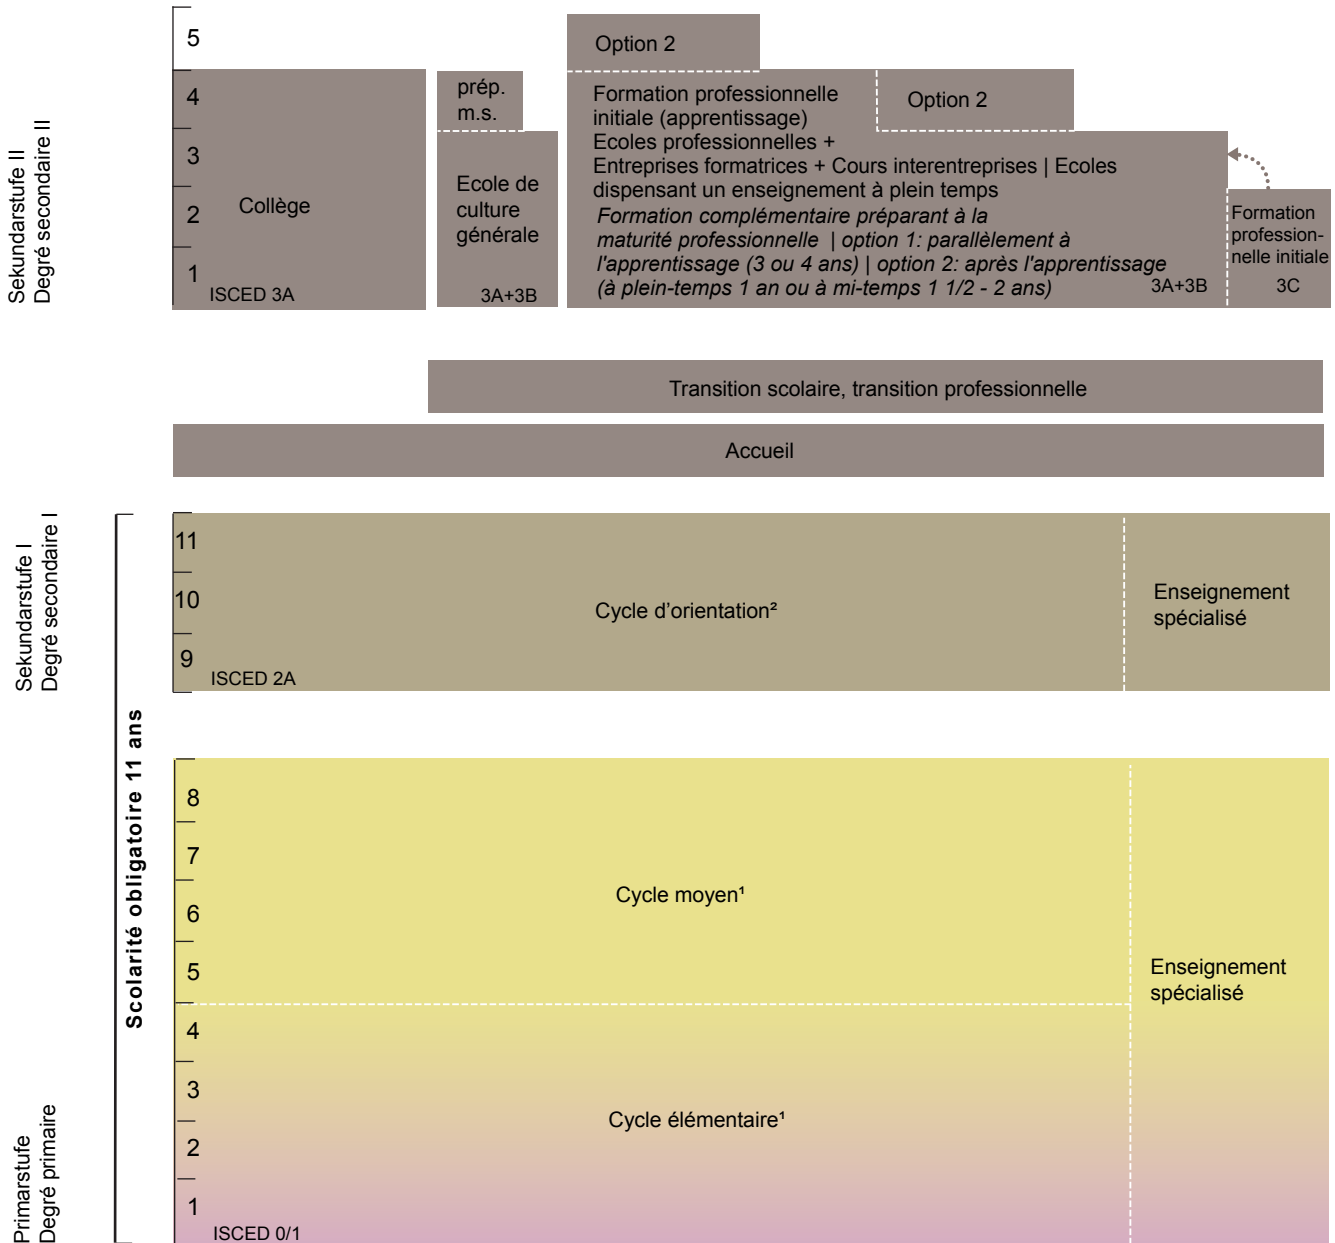 Sekundarstufe II
Degré secondaire II
5
4
3
2
1
Collège
ISCED 3A
prép.
m.s.
Ecole de
culture
générale
3A+3B
Option 2
Formation professionnelle
initiale (apprentissage)
Ecoles professionnelles +
Entreprises formatrices + Cours interentreprises | Ecoles
dispensant un enseignement à plein temps
Formation complémentaire préparant à la
maturité professionnelle | option 1: parallèlement à
l'apprentissage (3 ou 4 ans) | option 2: après l'apprentissage
(à plein-temps 1 an ou à mi-temps 1 1/2 - 2 ans)
3A+3B
Option 2
Formation
profession-
nelle initiale
3C
Transition scolaire, transition professionnelle
Accueil
Sekundarstufe I
Degré secondaire I
Scolarité obligatoire 11 ans
11
10
9
ISCED 2A
Cycle d’orientation²
Enseignement
spécialisé
Primarstufe
Degré primaire
8
7
6
5
4
3
2
1
Cycle moyen¹
Cycle élémentaire¹
Enseignement
spécialisé
ISCED 0/1